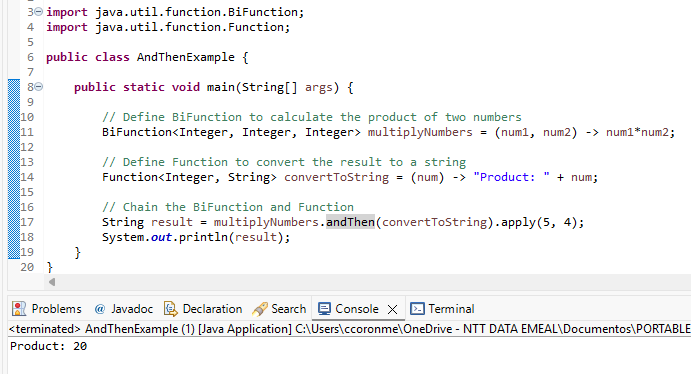 3 import java.util.function.BiFunction;
4 import java.util.function.Function;
5
6 public class AndThenExample {
7
8     public static void main(String[] args) {
9
10         // Define BiFunction to calculate the product of two numbers
11         BiFunction<Integer, Integer, Integer> multiplyNumbers = (num1, num2) -> num1*num2;
12
13         // Define Function to convert the result to a string
14         Function<Integer, String> convertToString = (num) -> "Product: " + num;
15
16         // Chain the BiFunction and Function
17         String result = multiplyNumbers.andThen(convertToString).apply(5, 4);
18         System.out.println(result);
19     }
20 }
Problems @ Javadoc Declaration Search Console Terminal
<terminated> AndThenExample (1) [Java Application] C:\Users\ccoronme\OneDrive - NTT DATA EMEAL\Documentos\PORTABLE
Product: 20